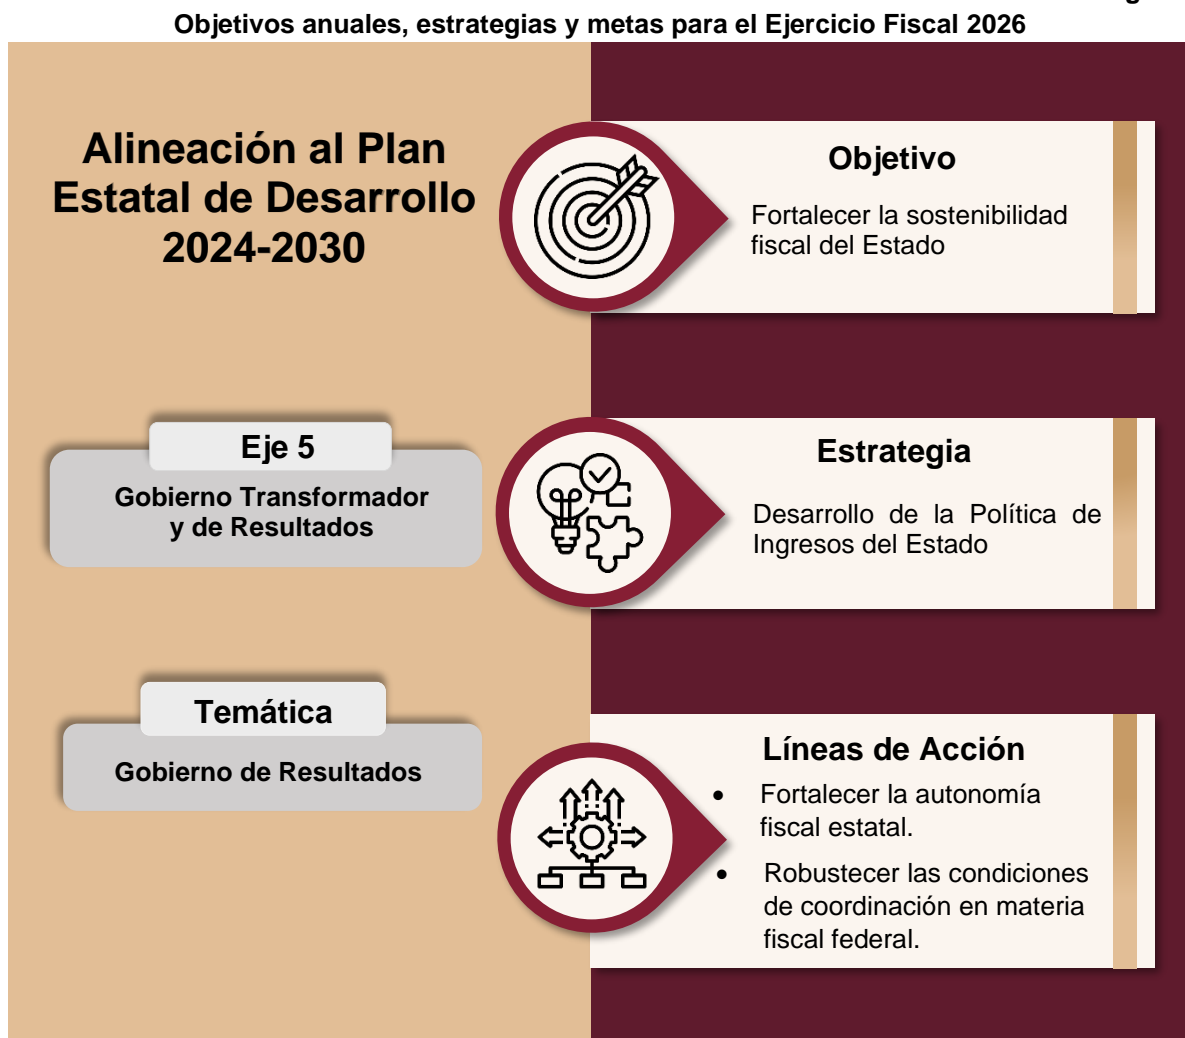 Objetivos anuales, estrategias y metas para el Ejercicio Fiscal 2026
Alineación al Plan
Estatal de Desarrollo
2024-2030
Eje 5
Gobierno Transformador
y de Resultados
Temática
Gobierno de Resultados
Objetivo
Fortalecer la sostenibilidad
fiscal del Estado
Estrategia
Desarrollo de la Política de
Ingresos del Estado
Líneas de Acción
• Fortalecer la autonomía
fiscal estatal.
• Robustecer las condiciones
de coordinación en materia
fiscal federal.